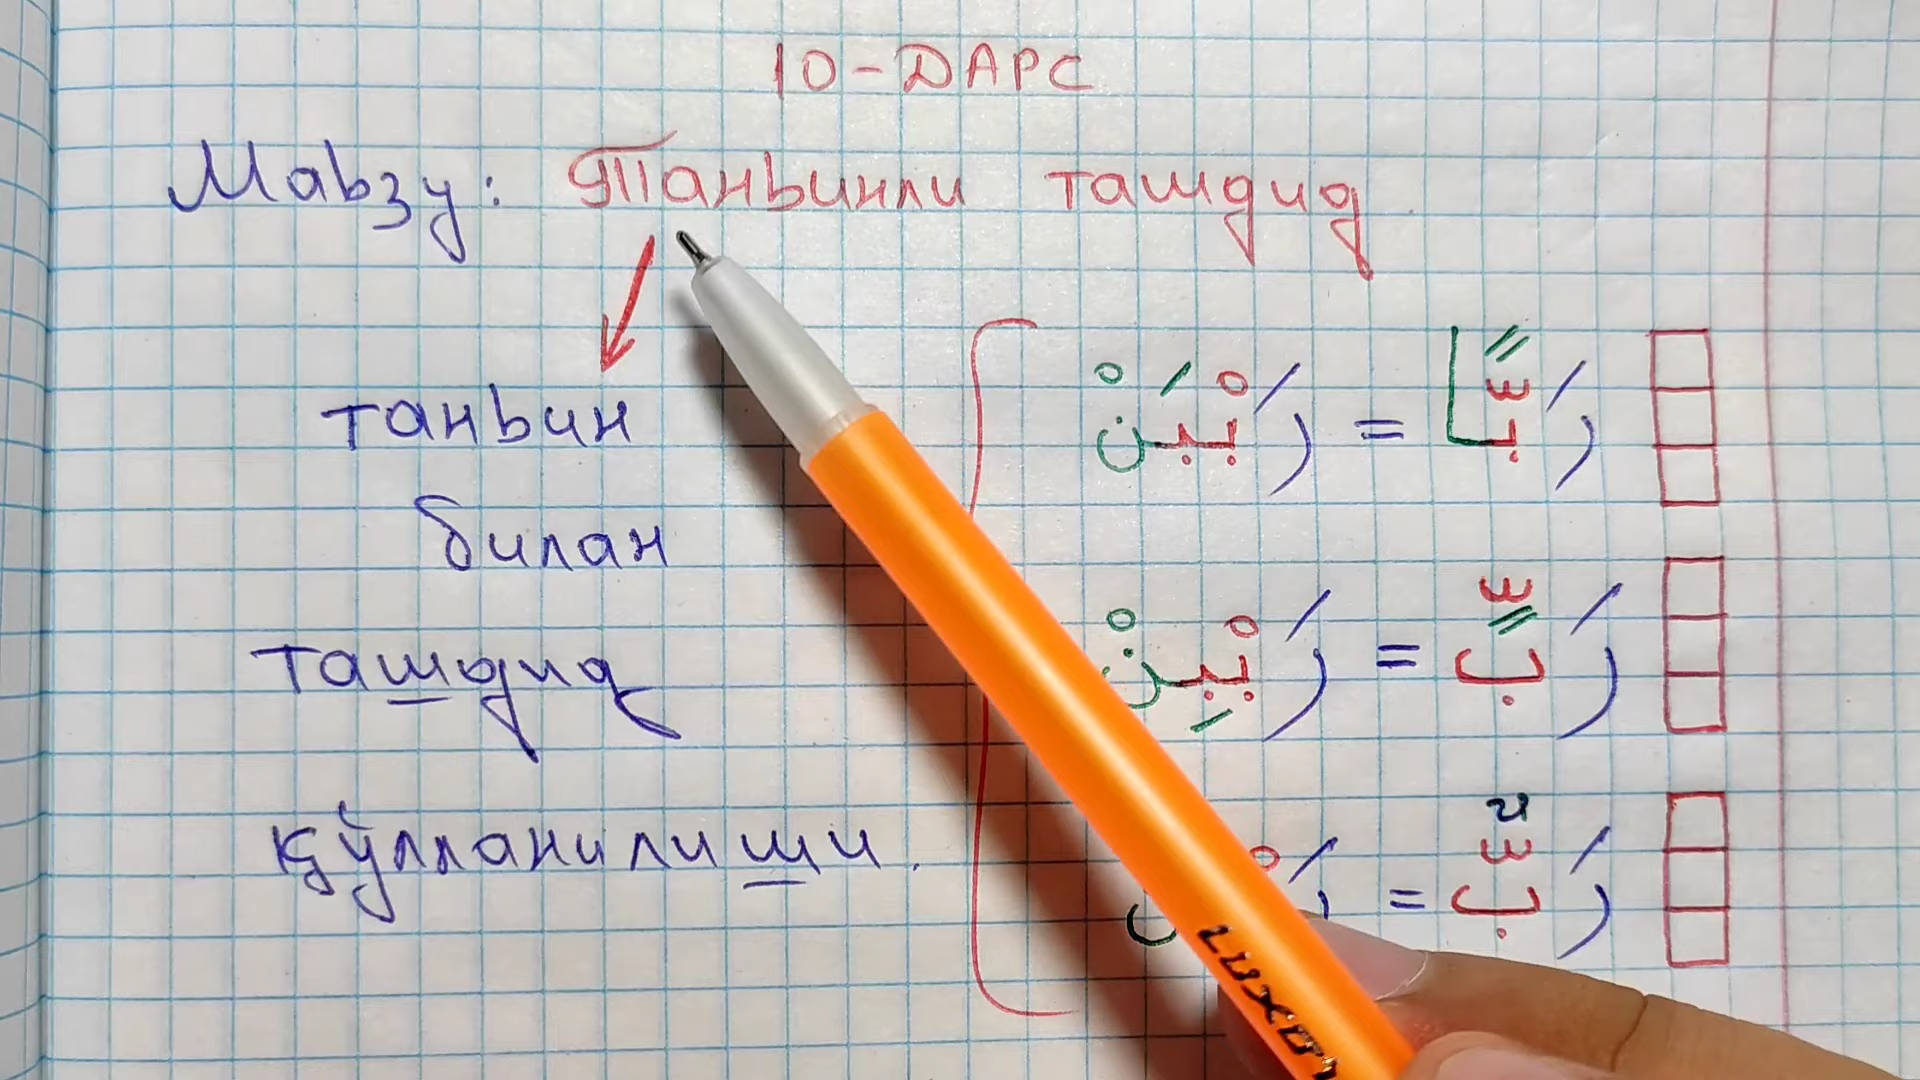 10-ДАРС
Мавзу: Танвинли ташдид
танвин
билан
ташдид
қўлланилиши.
رَبْبَنْ = رَبًّا
رَبْبِنْ = رَبٍّ
= رَبٌّ
LUXOR